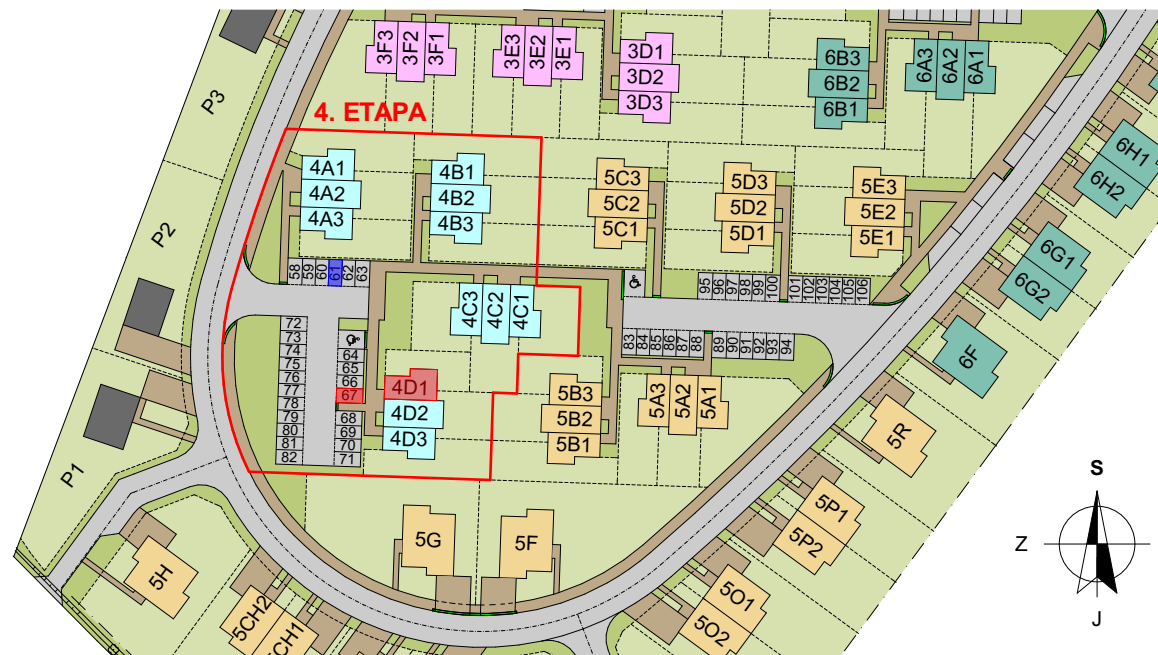 3F3
3F2
3F1
3E3
3E2
3E1
3D1
3D2
3D3
6B3
6B2
6B1
6A3
6A2
6A1
P3
4. ETAPA
6H1
6H2
4A1
4A2
4A3
4B1
4B2
4B3
5C3
5C2
5C1
5D3
5D2
5D1
5E3
5E2
5E1
P2
6G1
6G2
58
59
60
61
62
63
95
96
97
98
99
100
101
102
103
104
105
106
4C3
4C2
4C1
72
73
74
75
76
77
78
79
80
81
82
64
65
66
67
68
69
70
71
83
84
85
86
87
88
89
90
91
92
93
94
6F
4D1
4D2
4D3
5B3
5B2
5B1
5A3
5A2
5A1
5R
P1
S
Z
J
5P1
5P2
5G
5F
5H
5O1
5O2
5CH2
5CH1